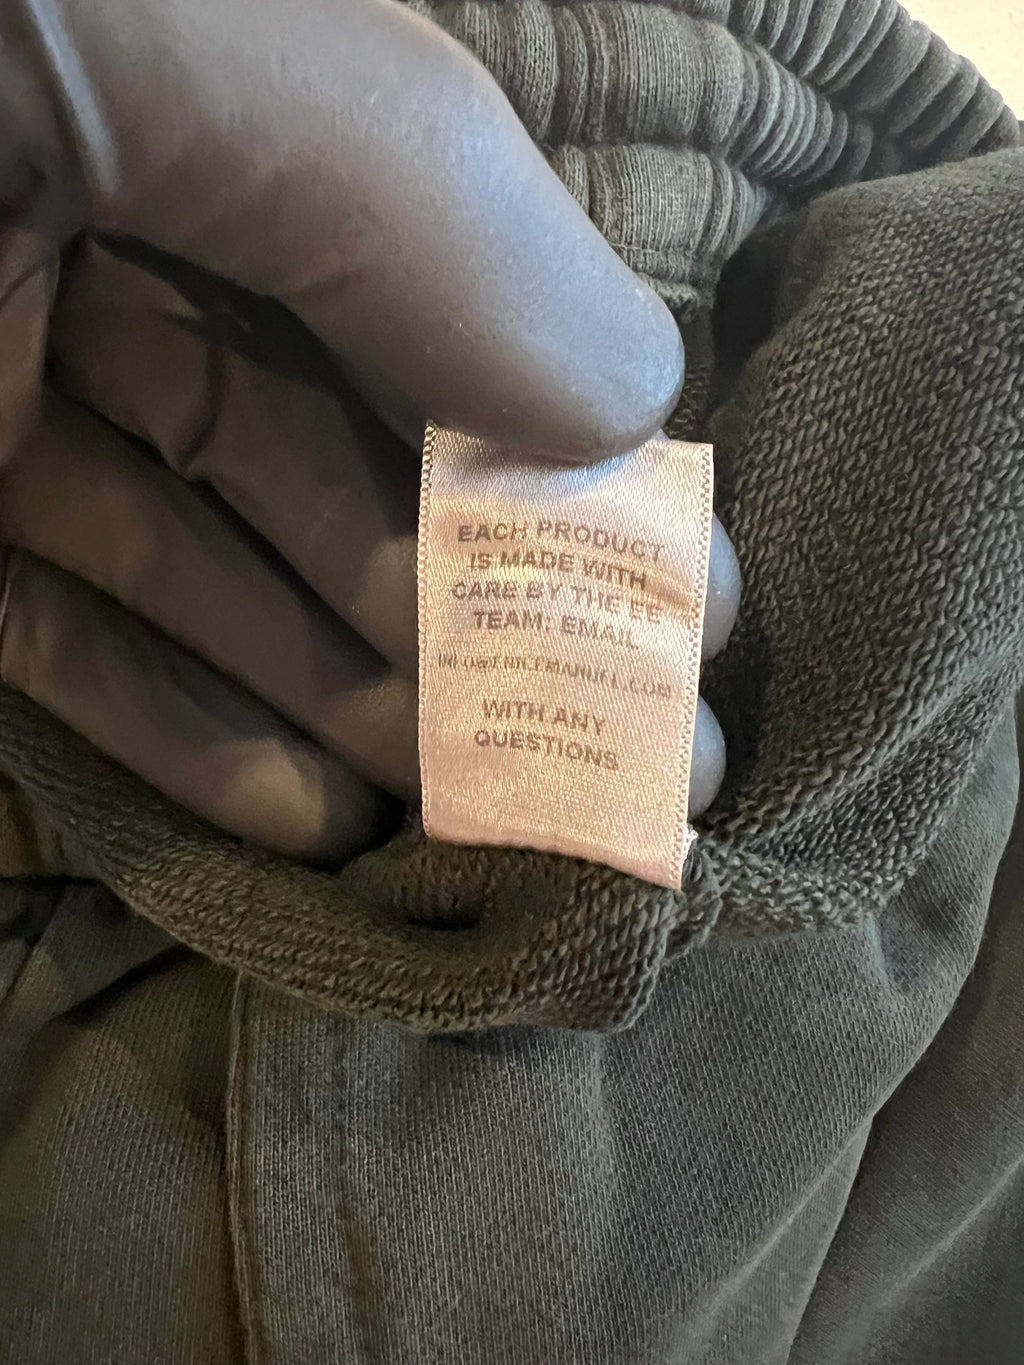 EACH PRODUCT
IS MADE WITH
CARE BY THE EE
TEAM; EMAIL
WITH ANY
QUESTIONS